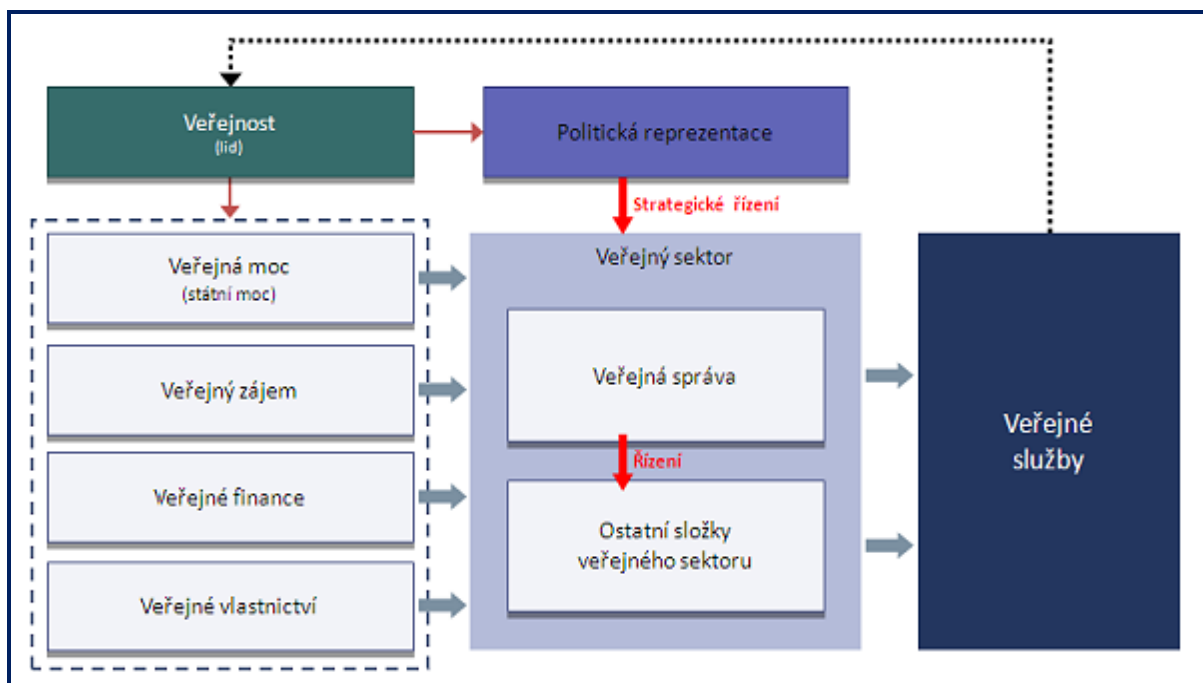 Veřejnost
(lid)
Politická reprezentace
Strategické řízení
Veřejná moc
(státní moc)
Veřejný zájem
Veřejné finance
Veřejné vlastnictví
Veřejný sektor
Veřejná správa
Řízení
Ostatní složky
veřejného sektoru
Veřejné
služby